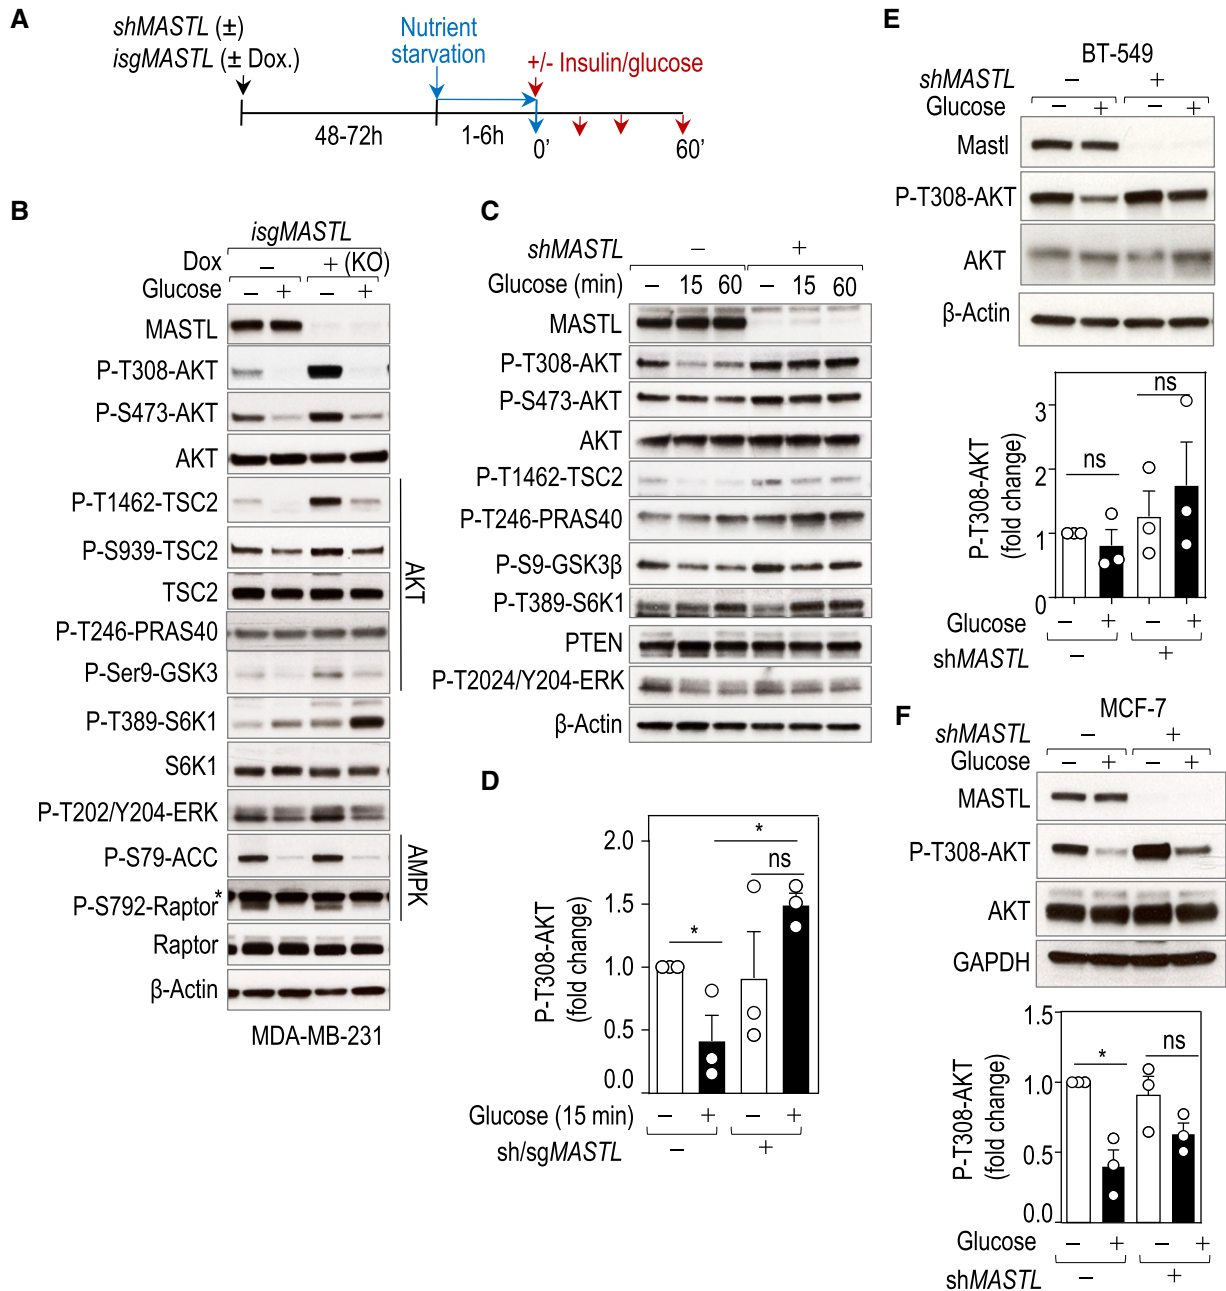 A
shMASTL (±)
isgMASTL (± Dox.)
Nutrient
starvation
+/- Insulin/glucose
48-72h
1-6h
0’
60’
B
isgMASTL
Dox – + (KO)
Glucose – + – +
MASTL
P-T308-AKT
P-S473-AKT
AKT
P-T1462-TSC2
P-S939-TSC2
TSC2
P-T246-PRAS40
P-Ser9-GSK3
AKT
P-T389-S6K1
S6K1
P-T202/Y204-ERK
P-S79-ACC
P-S792-Raptor*
AMPK
Raptor
β-Actin
MDA-MB-231
C
shMASTL – +
Glucose (min) – 15 60 – 15 60
MASTL
P-T308-AKT
P-S473-AKT
AKT
P-T1462-TSC2
P-T246-PRAS40
P-S9-GSK3β
P-T389-S6K1
PTEN
P-T2024/Y204-ERK
β-Actin
D
P-T308-AKT
(fold change)
2.0
1.5
1.0
0.5
0.0
*
*
ns
Glucose (15 min) – + – +
sh/sgMASTL – +
E
BT-549
shMASTL – +
Glucose – + – +
Mastl
P-T308-AKT
AKT
β-Actin
P-T308-AKT
(fold change)
3
2
1
0
ns
ns
Glucose – + – +
shMASTL – +
F
MCF-7
shMASTL – +
Glucose – + – +
MASTL
P-T308-AKT
AKT
GAPDH
P-T308-AKT
(fold change)
1.5
1.0
0.5
0.0
*
ns
Glucose – + – +
shMASTL – +